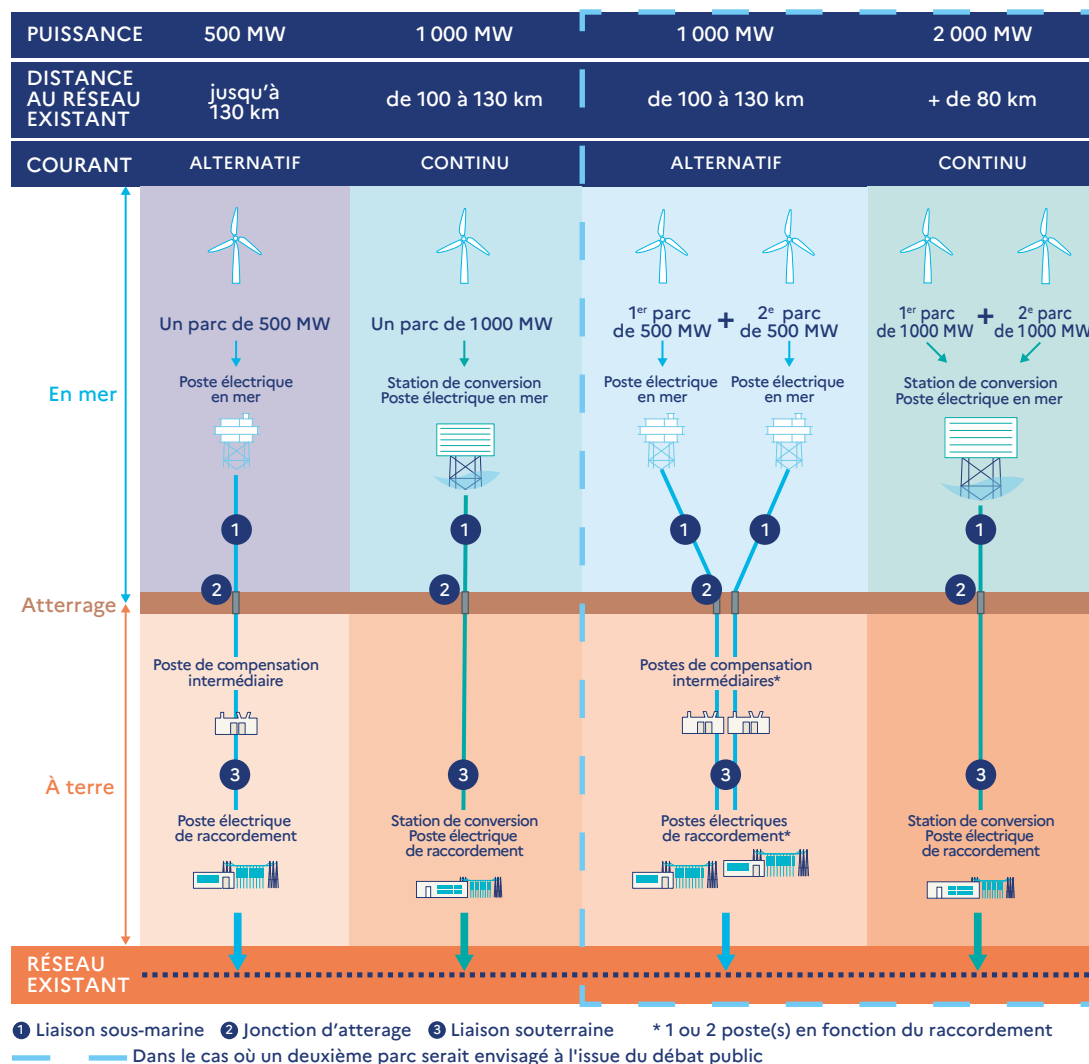 PUISSANCE 500 MW 1 000 MW 1 000 MW 2 000 MW
DISTANCE
AU RÉSEAU
EXISTANT
jusqu'à
130 km
de 100 à 130 km
de 100 à 130 km
+ de 80 km
COURANT ALTERNATIF CONTINU ALTERNATIF CONTINU
En mer
Un parc de 500 MW
Poste électrique
en mer
1
2
Un parc de 1000 MW
Station de conversion
Poste électrique en mer
1
2
1er parc
de 500 MW
+
2e parc
de 500 MW
Poste électrique
en mer
Poste électrique
en mer
1
1
2
1er parc
de 1000 MW
+
2e parc
de 1000 MW
Station de conversion
Poste électrique en mer
1
2
Atterrage
À terre
Poste de compensation
intermédiaire
3
Poste électrique
de raccordement
3
Station de conversion
Poste électrique
de raccordement
Postes de compensation
intermédiaires*
3
Postes électriques
de raccordement*
3
Station de conversion
Poste électrique
de raccordement
RÉSEAU
EXISTANT
1 Liaison sous-marine 2 Jonction d'atterage 3 Liaison souterraine * 1 ou 2 poste(s) en fonction du raccordement
Dans le cas où un deuxième parc serait envisagé à l'issue du débat public